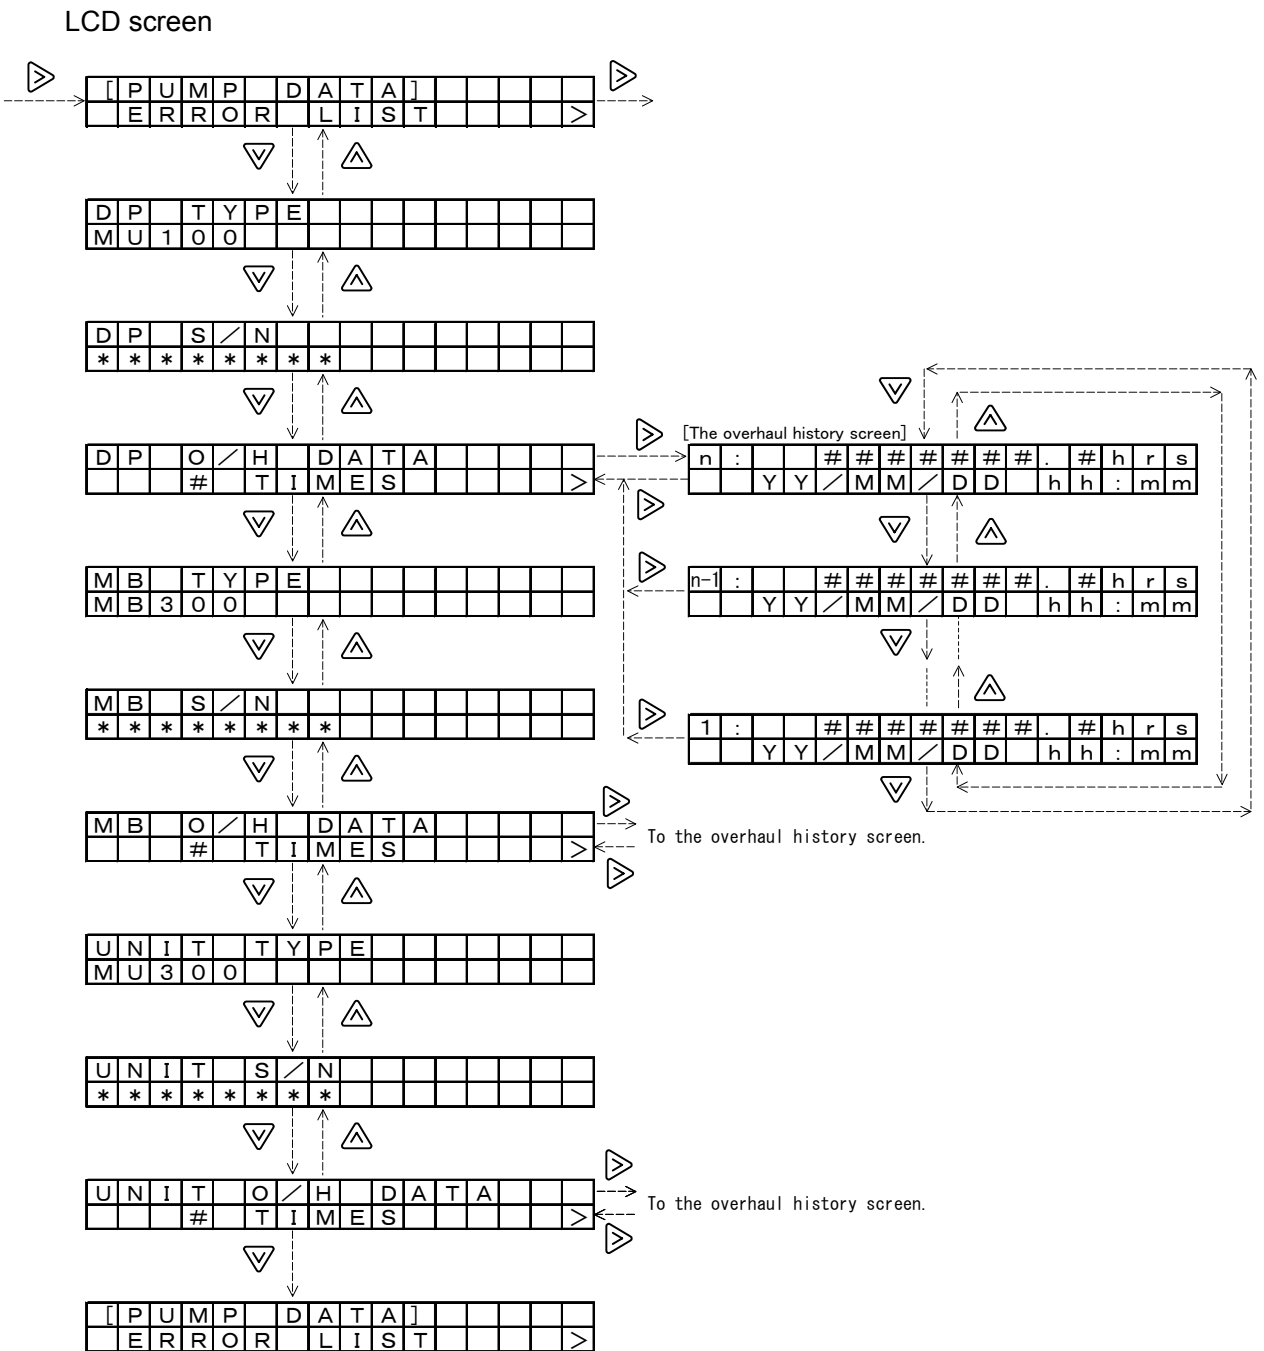 LCD screen
[PUMP DATA]
ERROR LIST >
DP TYPE
MU100
DP S/N
********
DP O/H DATA
# TIMES >
[The overhaul history screen]
n: #######.#hrs
YY/MM/DD hh:mm
n-1: #######.#hrs
YY/MM/DD hh:mm
1: #######.#hrs
YY/MM/DD hh:mm
MB TYPE
MB300
MB S/N
********
MB O/H DATA
# TIMES >
To the overhaul history screen.
UNIT TYPE
MU300
UNIT S/N
********
UNIT O/H DATA
# TIMES >
To the overhaul history screen.
[PUMP DATA]
ERROR LIST >